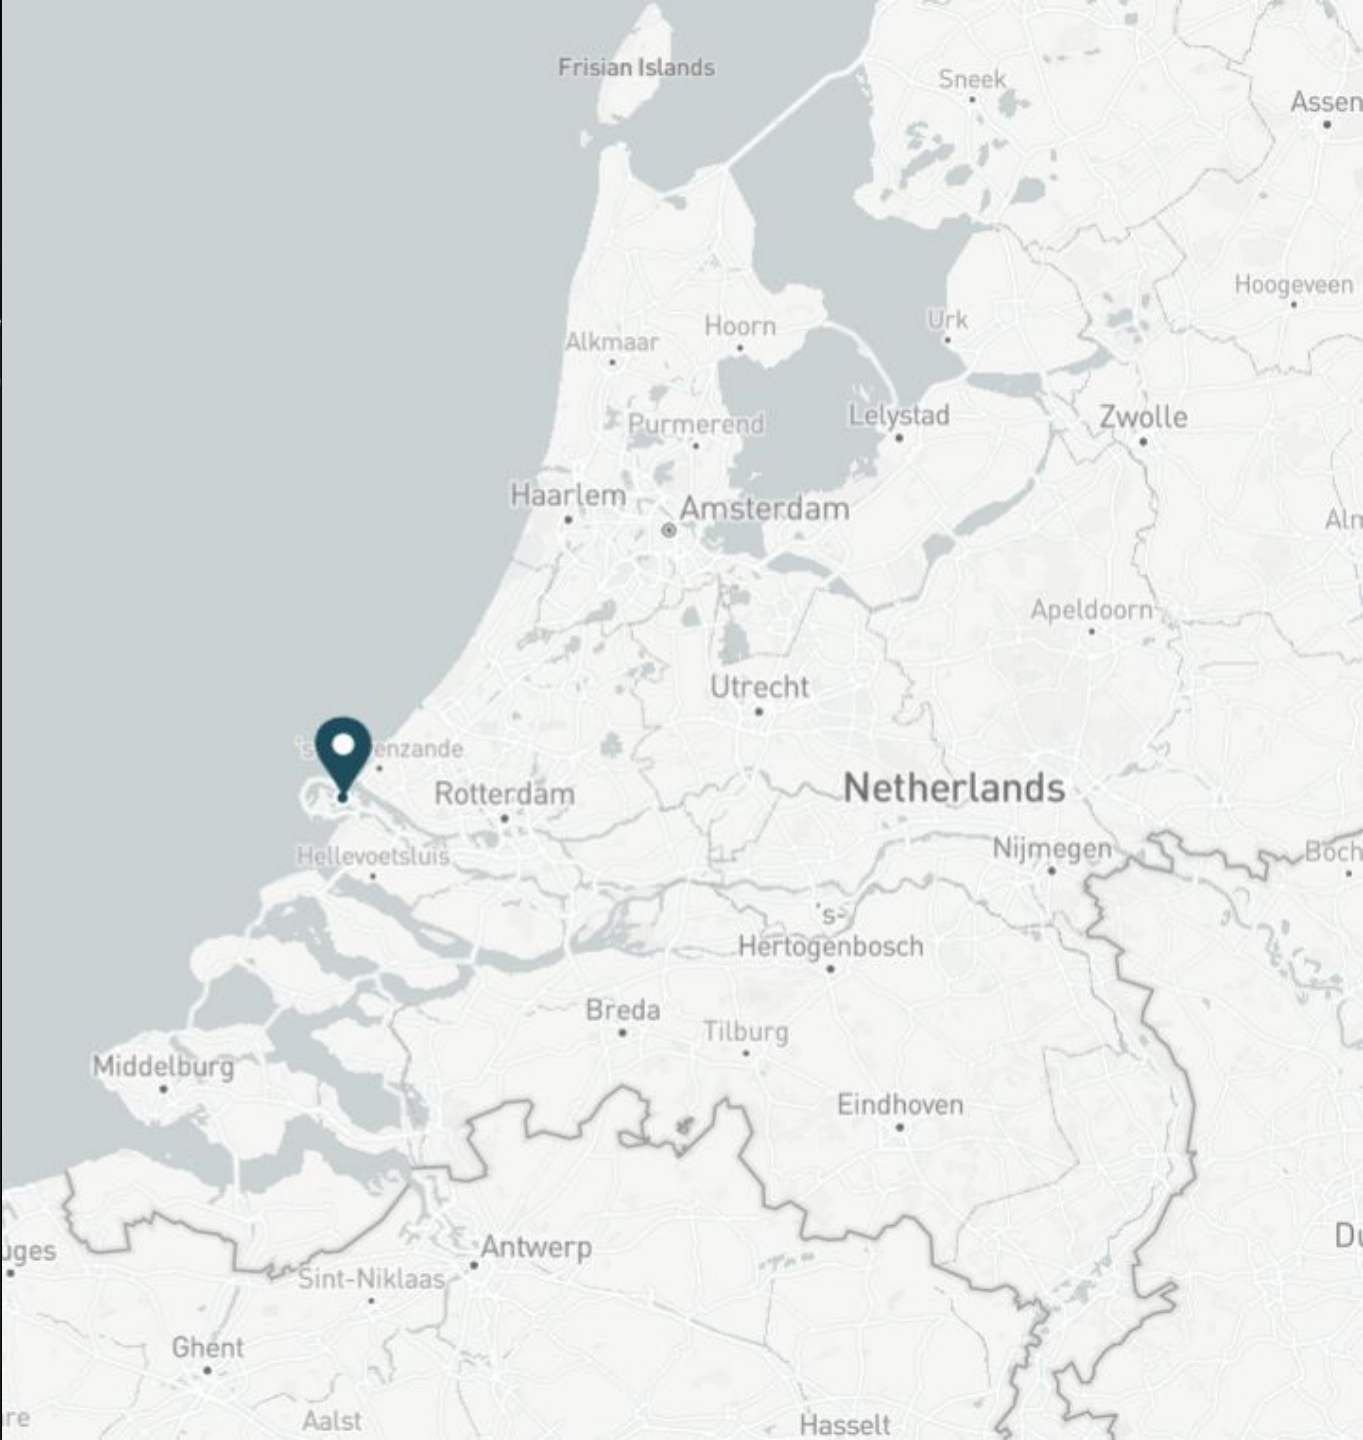 Frisian Islands
Sneek
Assen
Hoogeveen
Alkmaar
Hoorn
Urk
Purmerend
Lelystad
Zwolle
Haarlem
Amsterdam
Apeldoorn
Utrecht
Rotterdam
Netherlands
Hellevoetsluis
Nijmegen
's-
Hertogenbosch
Breda
Tilburg
Middelburg
Eindhoven
Antwerp
Sint-Niklaas
Ghent
Aalst
Hasselt